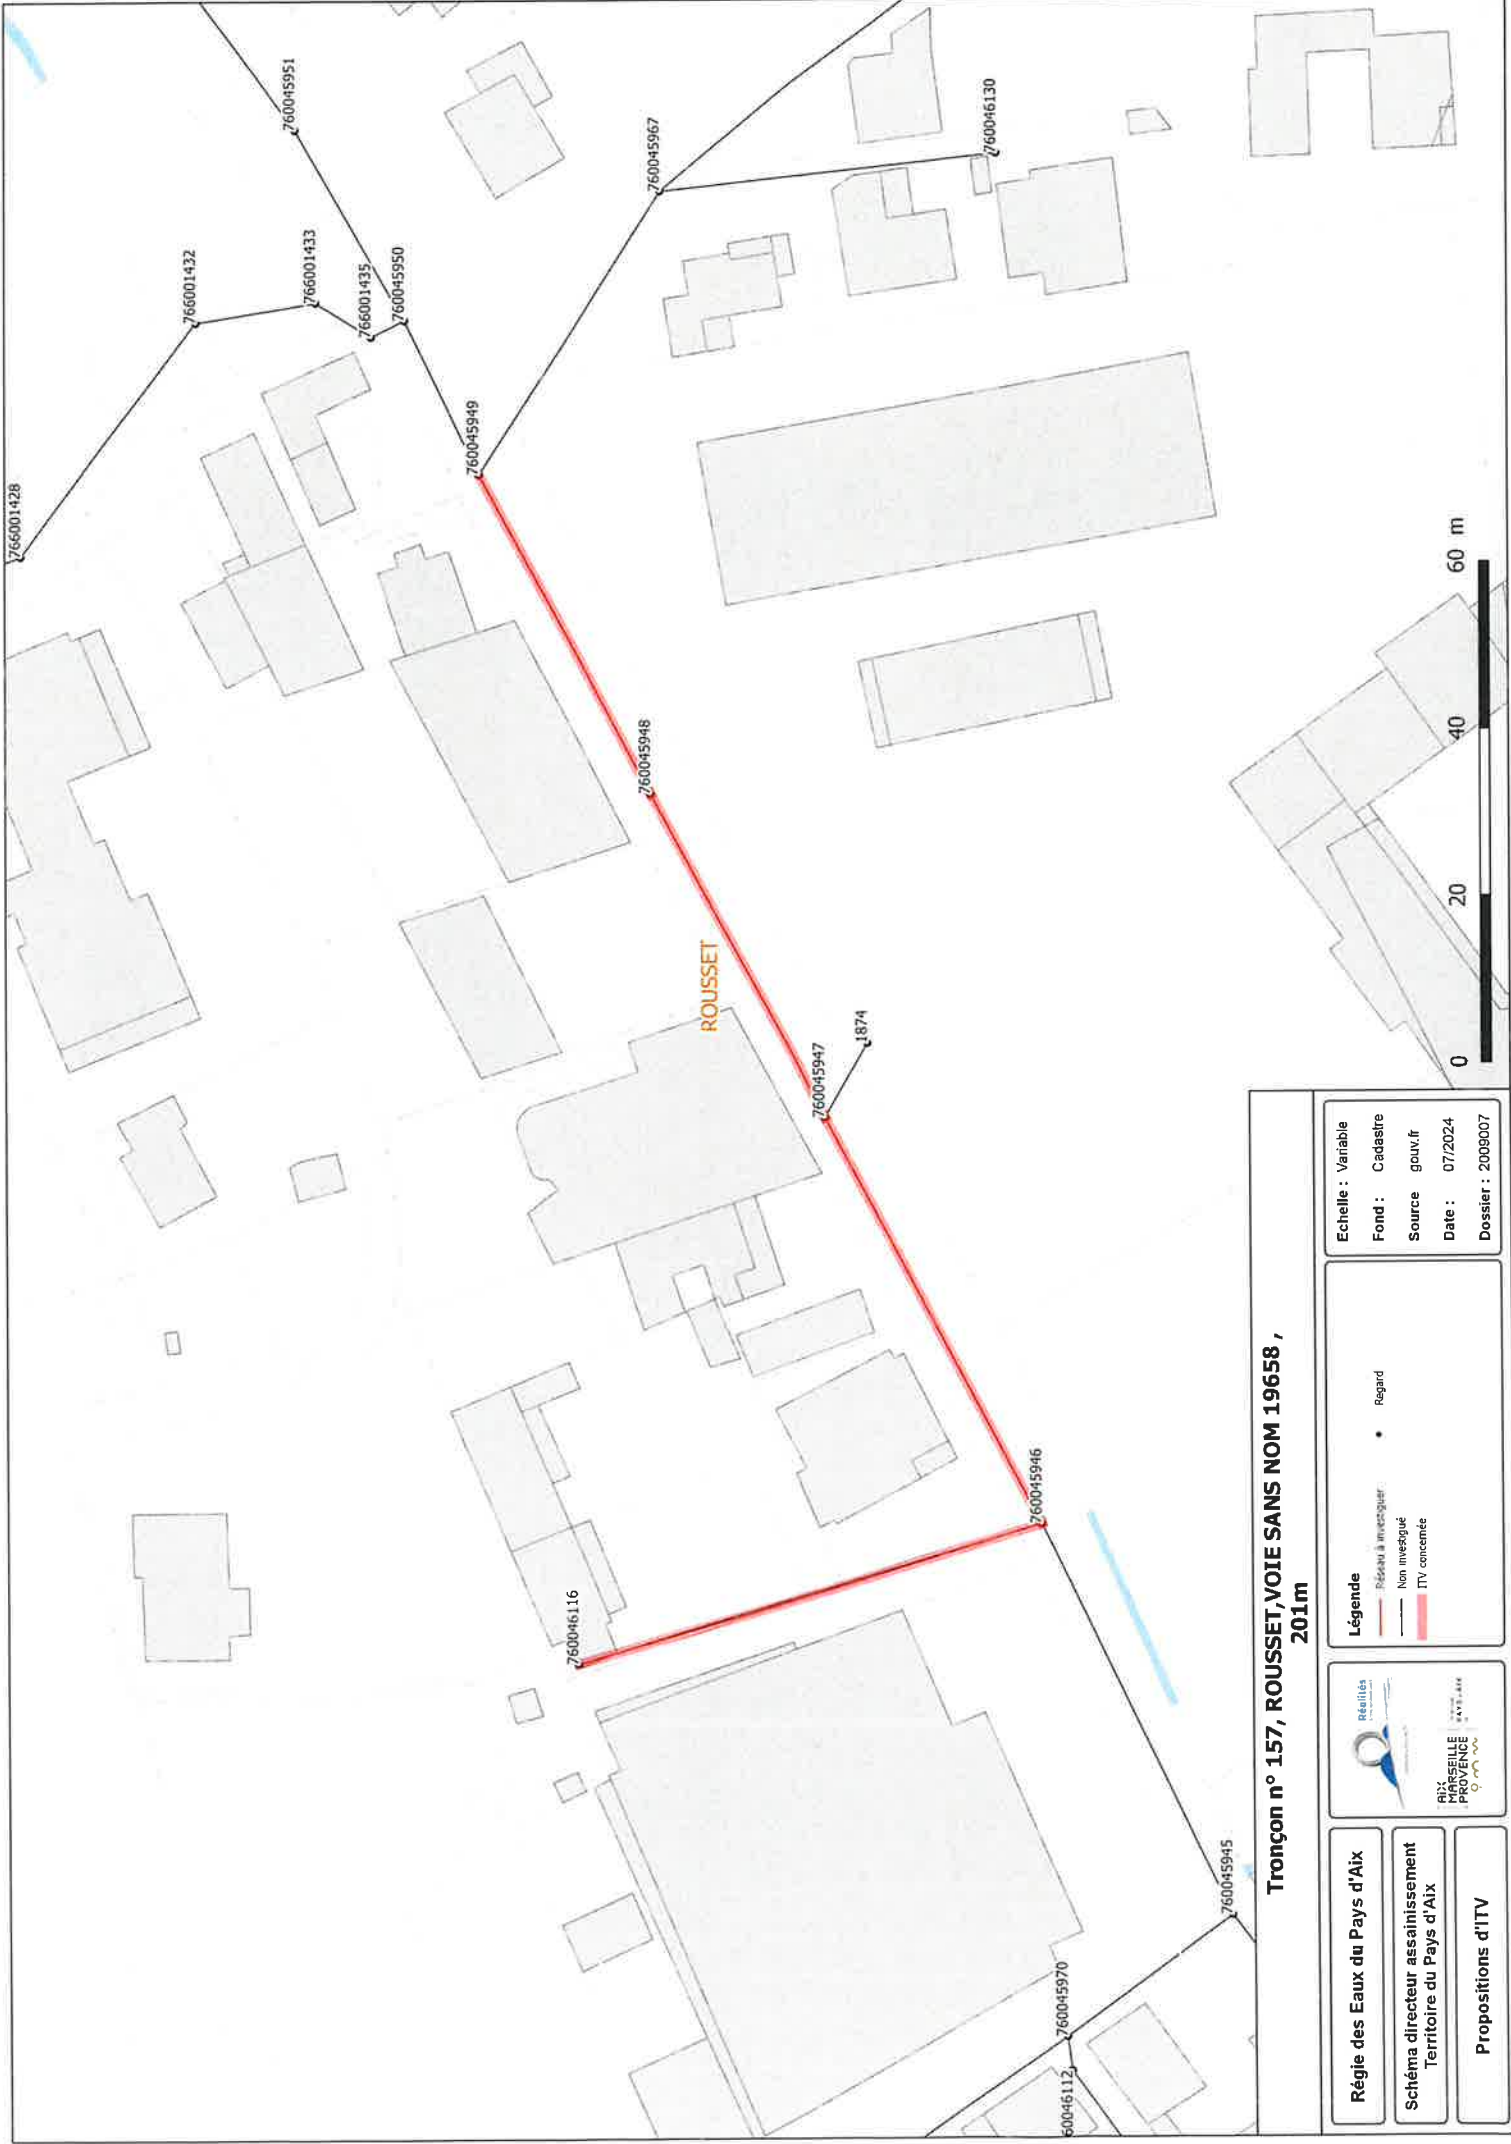 766001428
766001432
760045951
766001433
766001435
760045950
760045949
760045967
760046130
760045948
ROUSSET
760045947
1874
760046116
760045946
760045945
760045970
60046112
0 20 40 60 m
Tronçon n° 157, ROUSSET,VOIE SANS NOM 19658 ,
201m
Régie des Eaux du Pays d'Aix
Schéma directeur assainissement
Territoire du Pays d'Aix
Propositions d'ITV
Réalités
AIX
MARSEILLE
PROVENCE
Légende
Réseau à investiguer
Non investigué
ITV concernée
Regard
Echelle : Variable
Fond : Cadastre
Source gouv.fr
Date : 07/2024
Dossier : 2009007